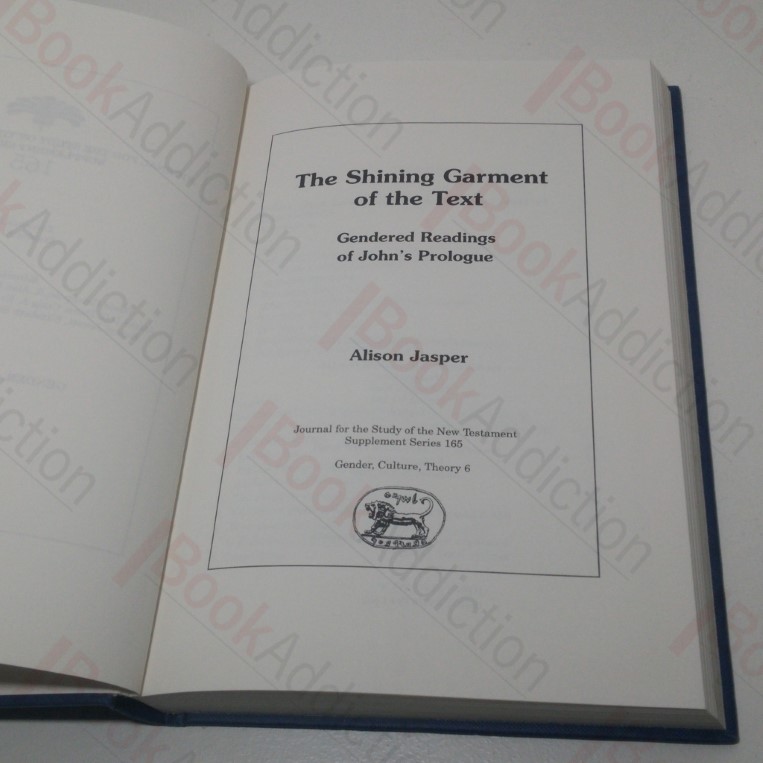 The Shining Garment
of the Text
Gendered Readings
of John's Prologue
Alison Jasper
Journal for the Study of the New Testament
Supplement Series 165
Gender, Culture, Theory 6
BookAddiction